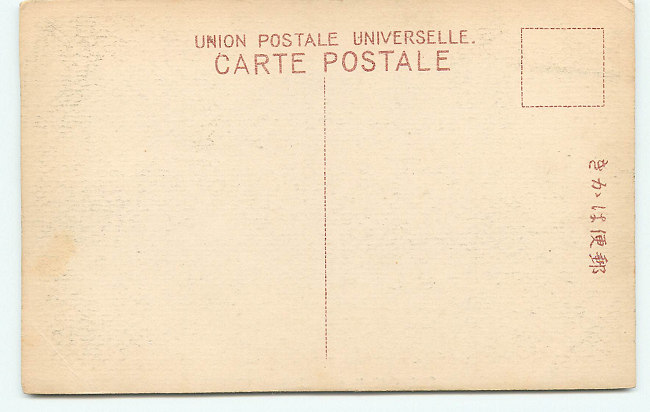 UNION POSTALE UNIVERSELLE.
CARTE POSTALE
郵便はかき